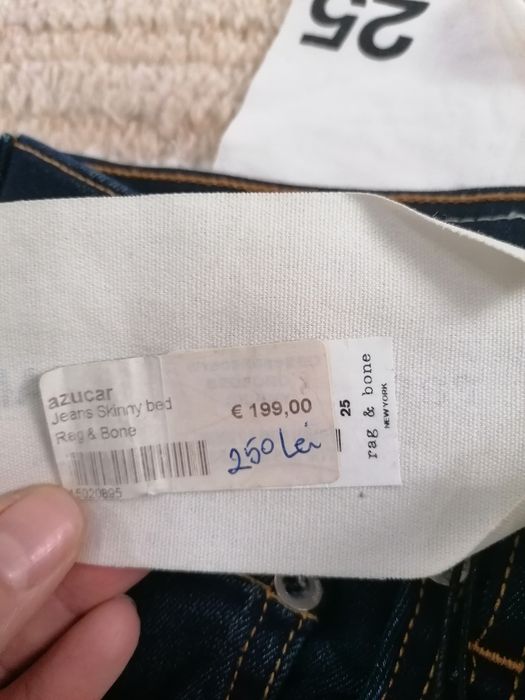 25
azucar
Jeans Skinny bed
Rag & Bone
€ 199,00
250 Lei
25
rag & bone
NEW YORK